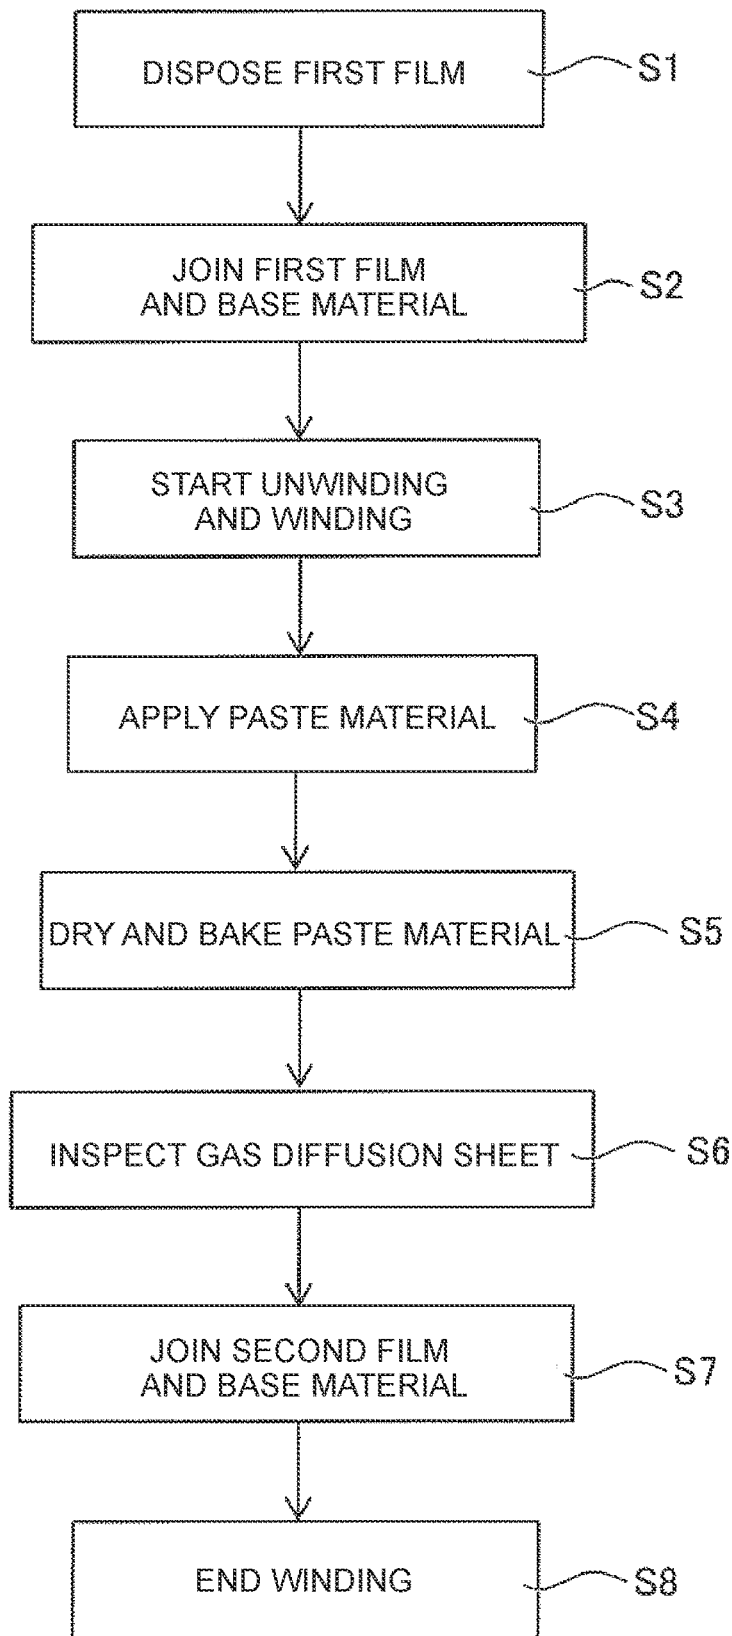 DISPOSE FIRST FILM
S1
JOIN FIRST FILM
AND BASE MATERIAL
S2
START UNWINDING
AND WINDING
S3
APPLY PASTE MATERIAL
S4
DRY AND BAKE PASTE MATERIAL
S5
INSPECT GAS DIFFUSION SHEET
S6
JOIN SECOND FILM
AND BASE MATERIAL
S7
END WINDING
S8